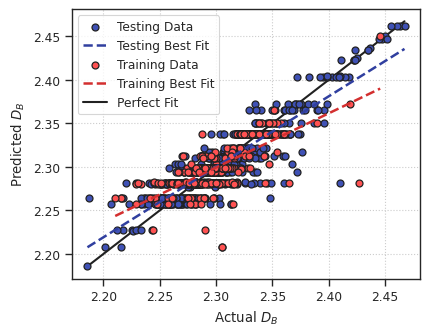 Testing Data
Testing Best Fit
Training Data
Training Best Fit
Perfect Fit
Predicted D_B
2.45
2.40
2.35
2.30
2.25
2.20
2.20 2.25 2.30 2.35 2.40 2.45
Actual D_B